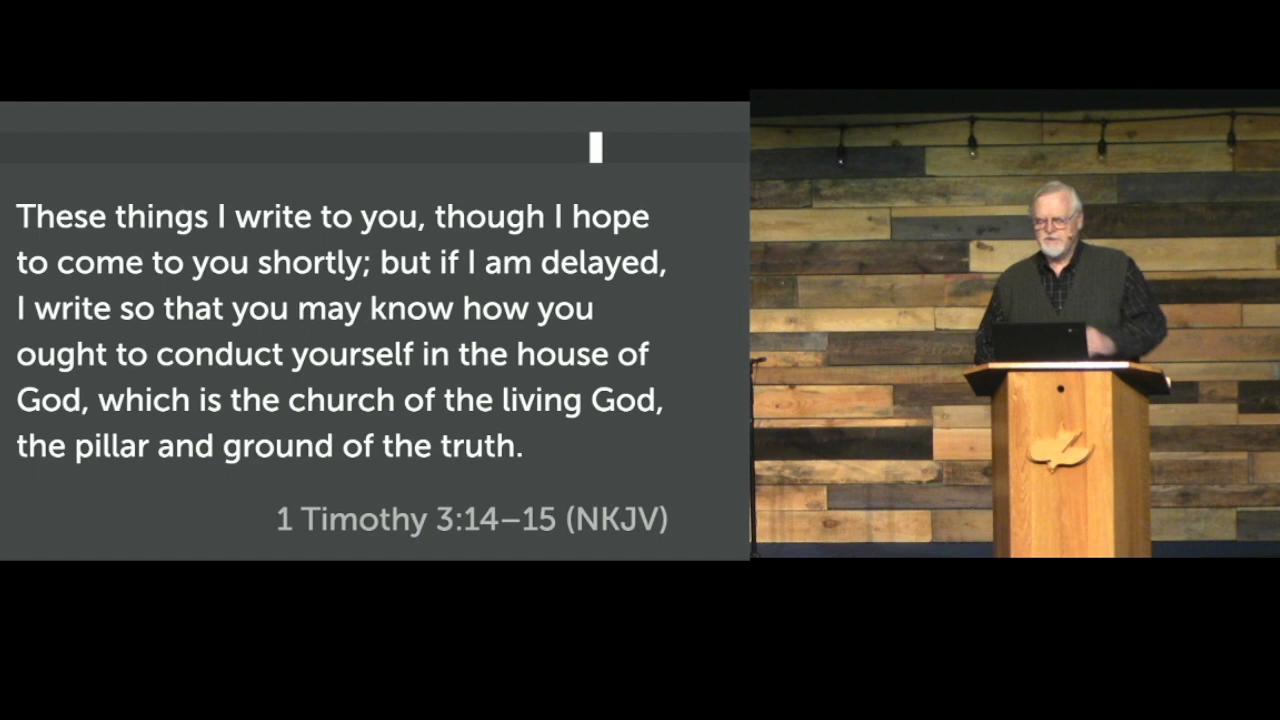 These things I write to you, though I hope
to come to you shortly; but if I am delayed,
I write so that you may know how you
ought to conduct yourself in the house of
God, which is the church of the living God,
the pillar and ground of the truth.
1 Timothy 3:14–15 (NKJV)